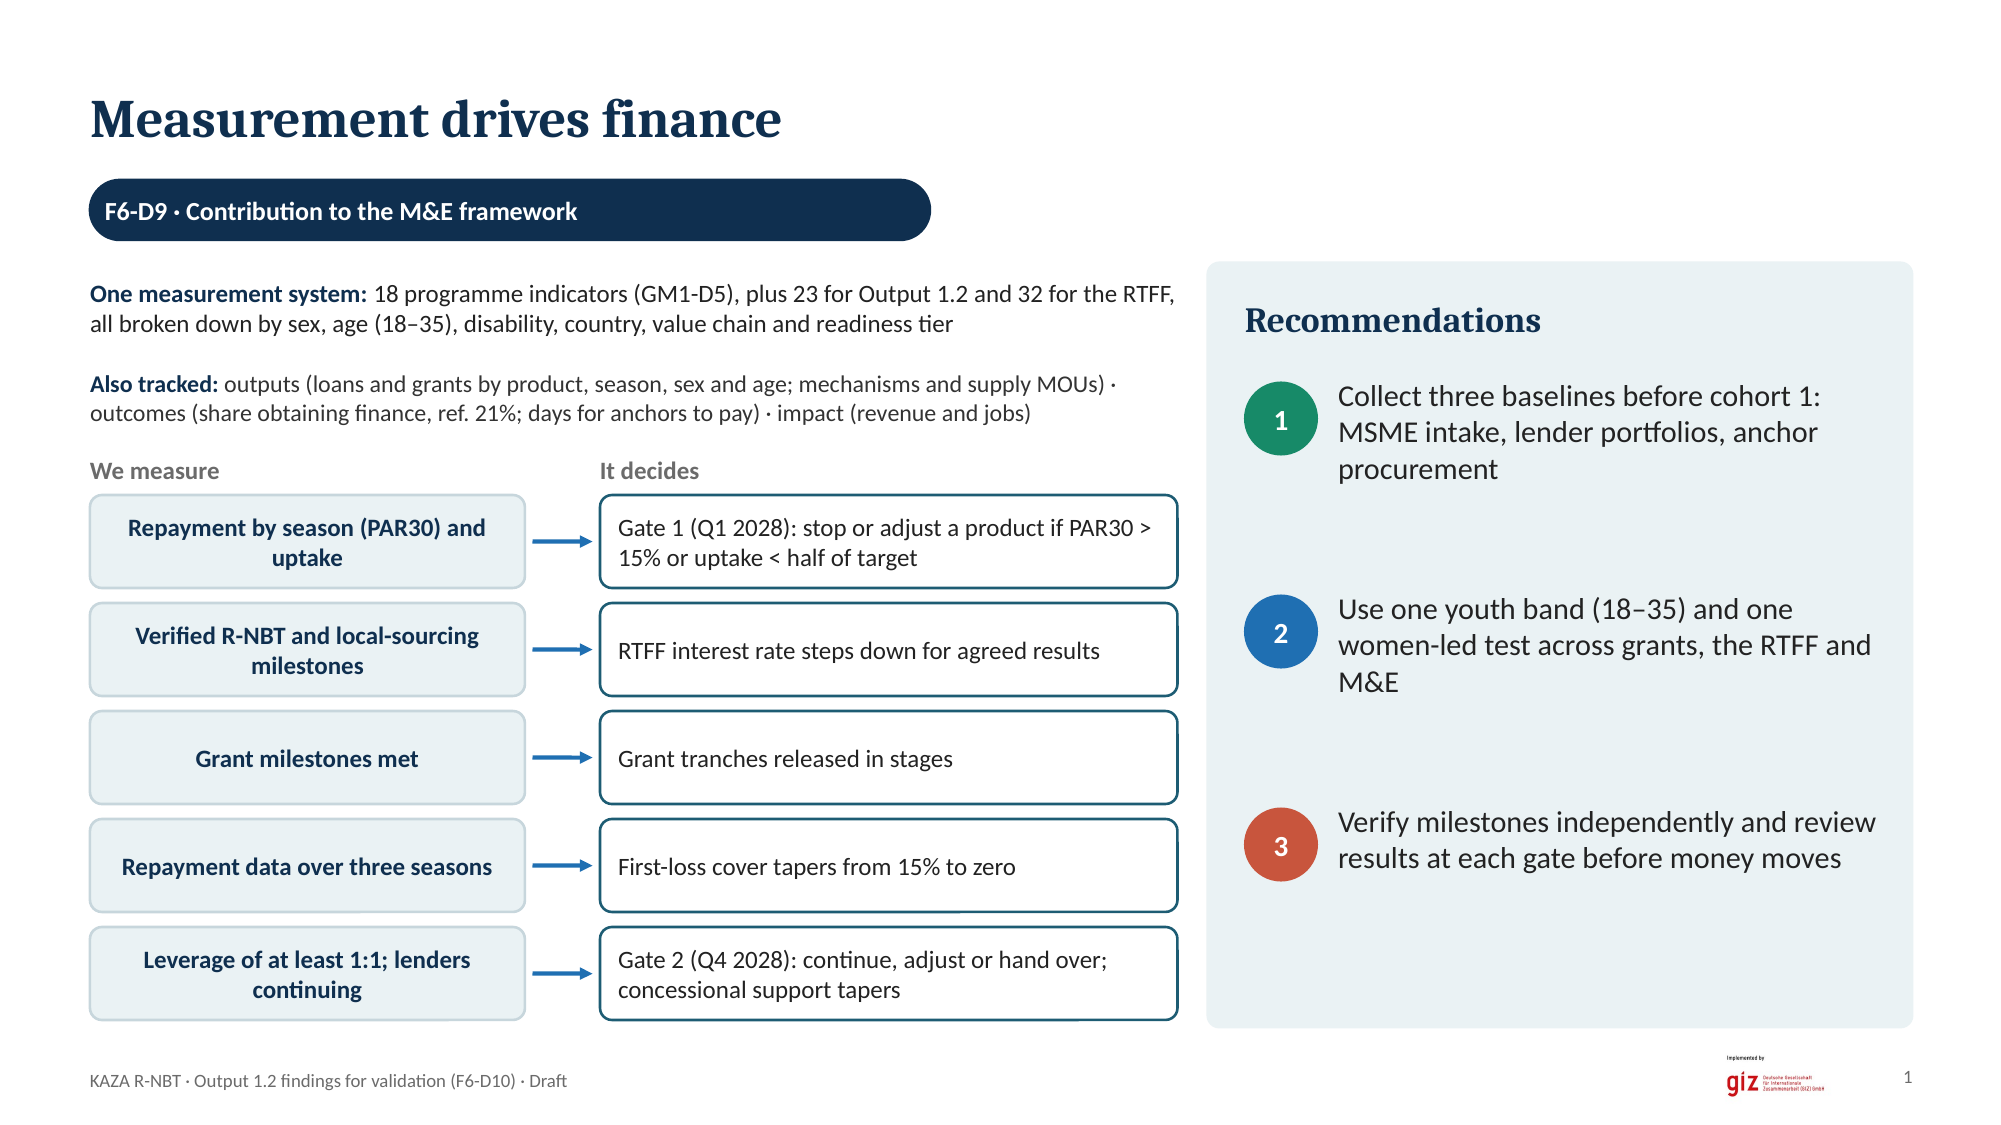 Measurement drives finance
F6-D9 · Contribution to the M&E framework
One measurement system: 18 programme indicators (GM1-D5), plus 23 for Output 1.2 and 32 for the RTFF,
all broken down by sex, age (18–35), disability, country, value chain and readiness tier
Also tracked: outputs (loans and grants by product, season, sex and age; mechanisms and supply MOUs) ·
outcomes (share obtaining finance, ref. 21%; days for anchors to pay) · impact (revenue and jobs)
We measure
It decides
Repayment by season (PAR30) and
uptake
Gate 1 (Q1 2028): stop or adjust a product if PAR30 >
15% or uptake < half of target
Verified R-NBT and local-sourcing
milestones
RTFF interest rate steps down for agreed results
Grant milestones met
Grant tranches released in stages
Repayment data over three seasons
First-loss cover tapers from 15% to zero
Leverage of at least 1:1; lenders
continuing
Gate 2 (Q4 2028): continue, adjust or hand over;
concessional support tapers
Recommendations
1
Collect three baselines before cohort 1:
MSME intake, lender portfolios, anchor
procurement
2
Use one youth band (18–35) and one
women-led test across grants, the RTFF and
M&E
3
Verify milestones independently and review
results at each gate before money moves
KAZA R-NBT · Output 1.2 findings for validation (F6-D10) · Draft
Implemented by
giz
Deutsche Gesellschaft
für Internationale
Zusammenarbeit (GIZ) GmbH
1